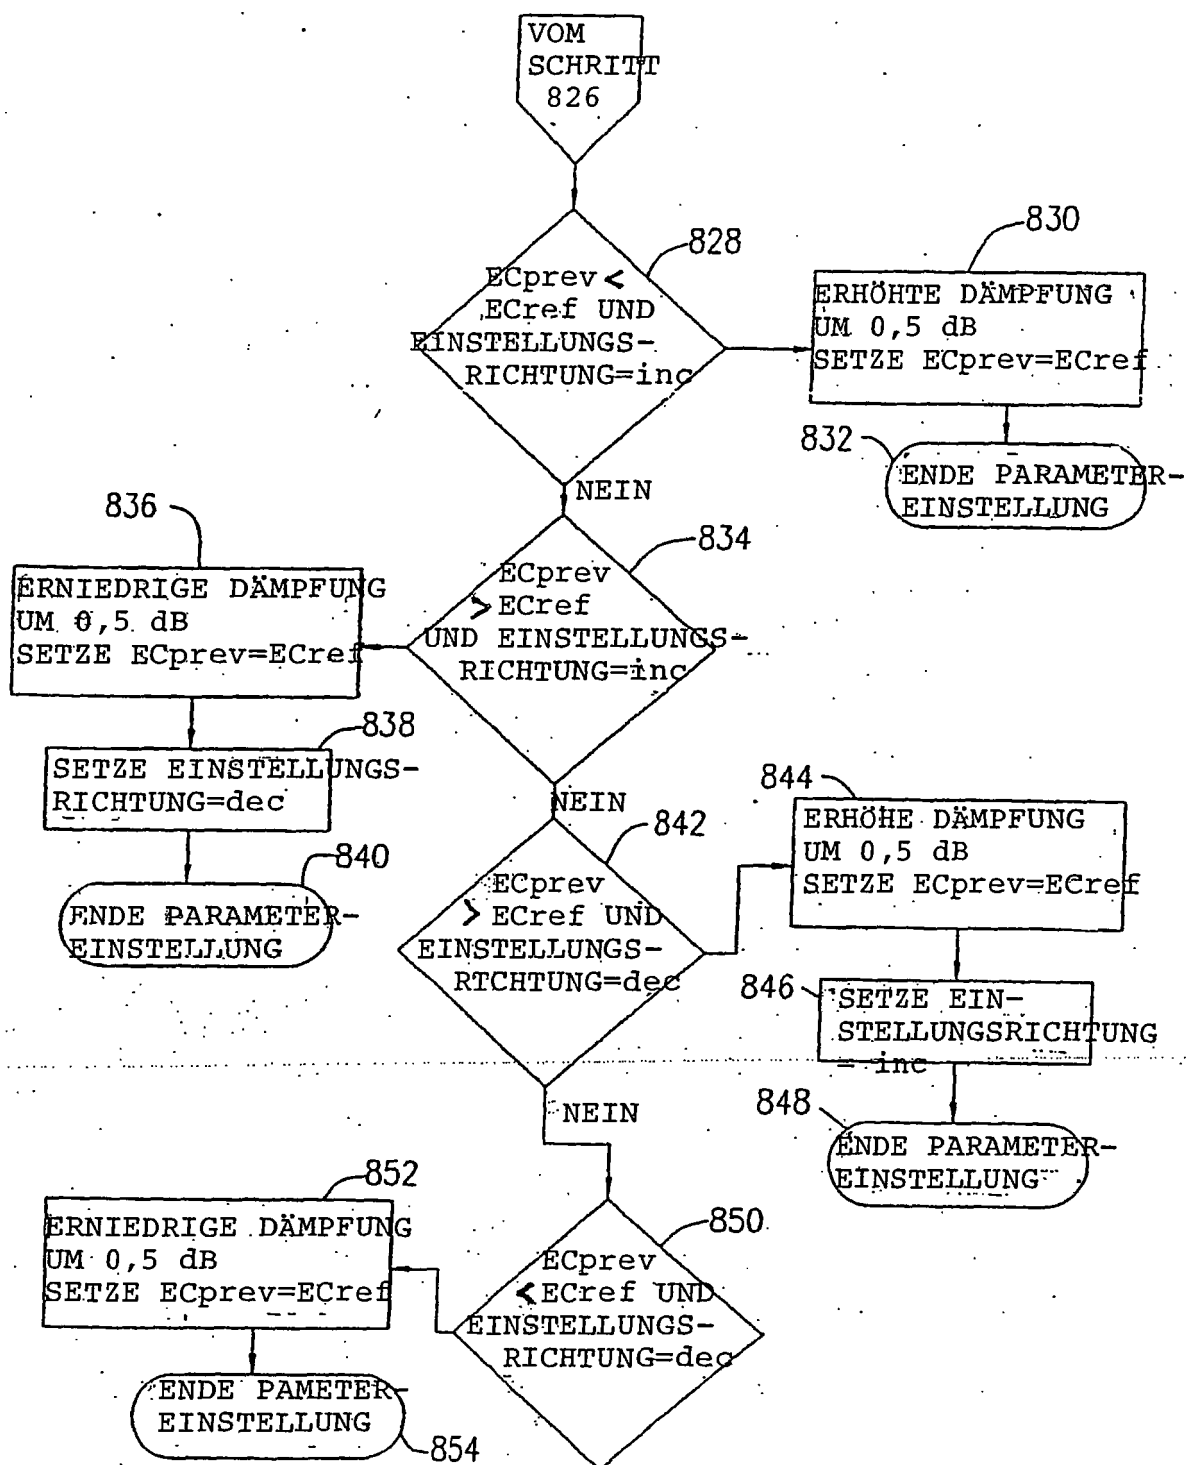 VOM
SCHRITT
826
828
ECprev <
ECref UND
EINSTELLUNGS-
RICHTUNG=inc
830
ERHÖHTE DÄMPFUNG
UM 0,5 dB
SETZE ECprev=ECref
832
ENDE PARAMETER-
EINSTELLUNG
NEIN
834
ECprev
> ECref
UND EINSTELLUNGS-
RICHTUNG=inc
836
ERNIEDRIGE DÄMPFUNG
UM 0,5 dB
SETZE ECprev=ECref
838
SETZE EINSTELLUNGS-
RICHTUNG=dec
840
ENDE PARAMETER-
EINSTELLUNG
NEIN
842
ECprev
> ECref UND
EINSTELLUNGS-
RTCHTUNG=dec
844
ERHÖHE DÄMPFUNG
UM 0,5 dB
SETZE ECprev=ECref
846
SETZE EIN-
STELLUNGSRICHTUNG
= inc
848
ENDE PARAMETER-
EINSTELLUNG
NEIN
850
ECprev
< ECref UND
EINSTELLUNGS-
RICHTUNG=dec
852
ERNIEDRIGE DÄMPFUNG
UM 0,5 dB
SETZE ECprev=ECref
ENDE PAMETER-
EINSTELLUNG
854